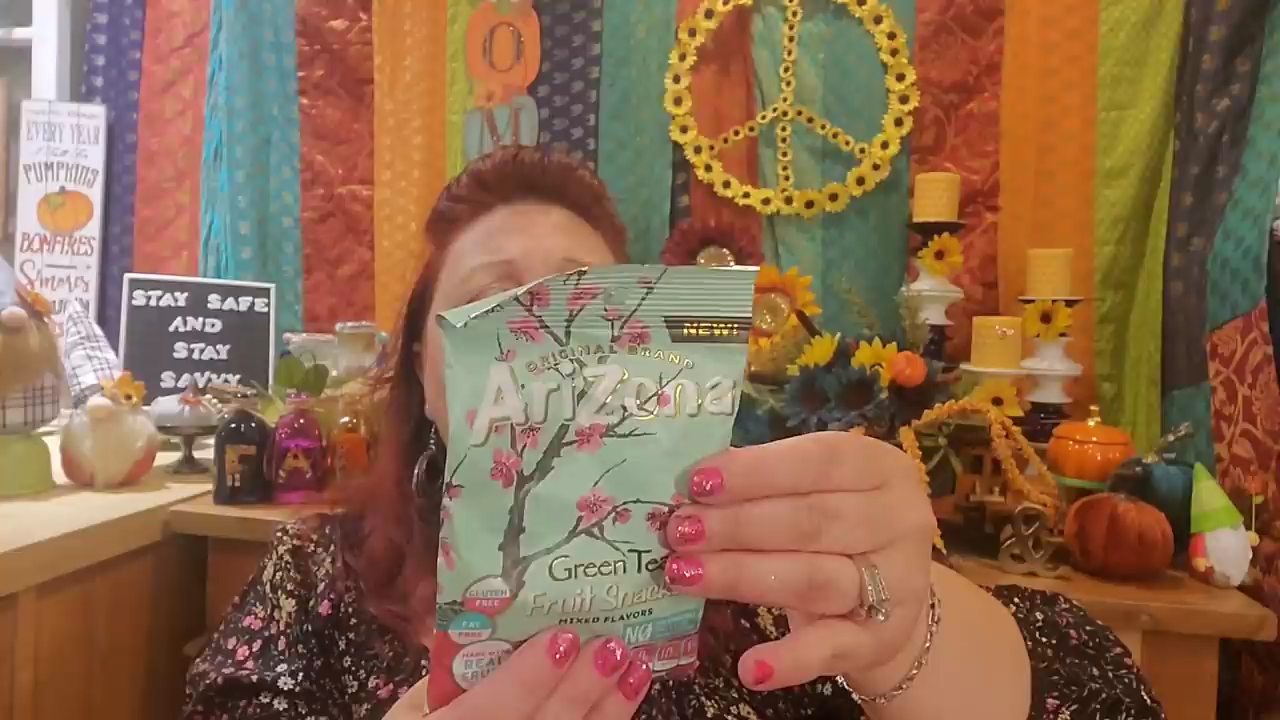 O
M
EVERY YEAR
PUMPKINS
BONFIRES
S'mores
STAY SAFE
AND
STAY
SAVVY
F A
NEW!
ORIGINAL BRAND
AriZona
Green Tea
Fruit Snacks
MIXED FLAVORS
GLUTEN
FREE
FAT
FREE
MADE WITH
REAL
FRUIT
NO
&